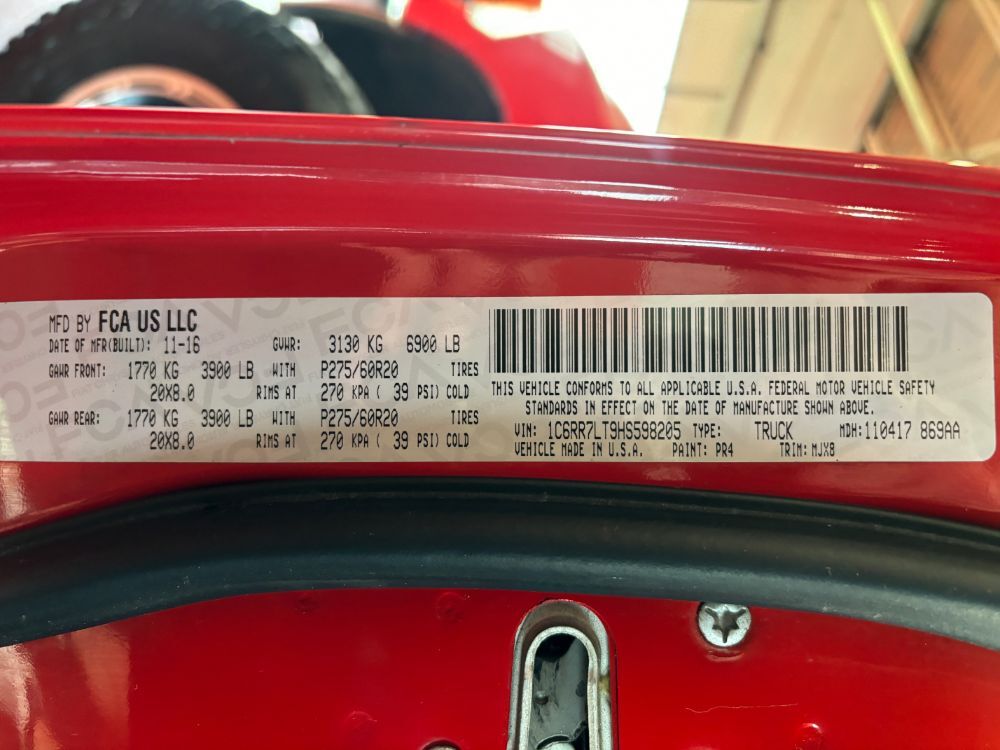 MFD BY FCA US LLC
DATE OF MFR(BUILT): 11-16 GVWR: 3130 KG 6900 LB
GAWR FRONT: 1770 KG 3900 LB WITH P275/60R20 TIRES
20X8.0 RIMS AT 270 KPA ( 39 PSI) COLD
GAWR REAR: 1770 KG 3900 LB WITH P275/60R20 TIRES
20X8.0 RIMS AT 270 KPA ( 39 PSI) COLD
THIS VEHICLE CONFORMS TO ALL APPLICABLE U.S.A. FEDERAL MOTOR VEHICLE SAFETY
STANDARDS IN EFFECT ON THE DATE OF MANUFACTURE SHOWN ABOVE.
VIN: 1C6RR7LT9HS598205 TYPE: TRUCK MDH:110417 869AA
VEHICLE MADE IN U.S.A. PAINT: PR4 TRIM: MJX8